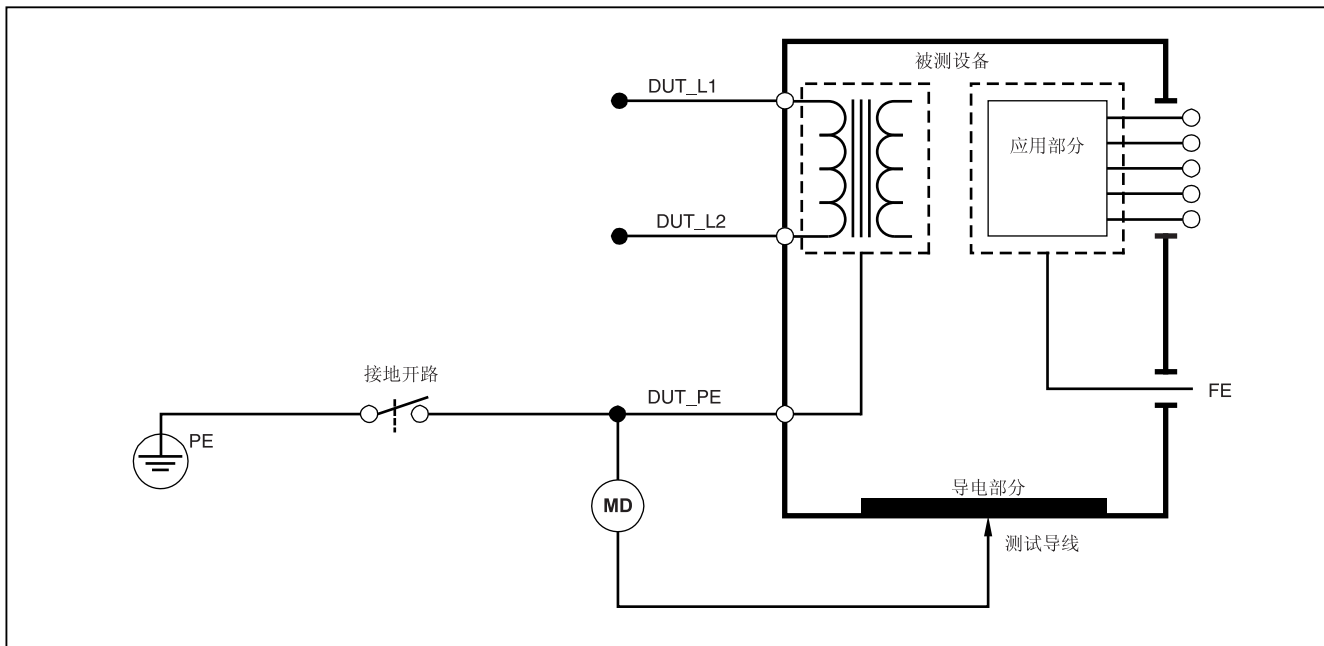 被测设备
DUT_L1
应用部分
DUT_L2
接地开路
DUT_PE
FE
PE
导电部分
MD
测试导线